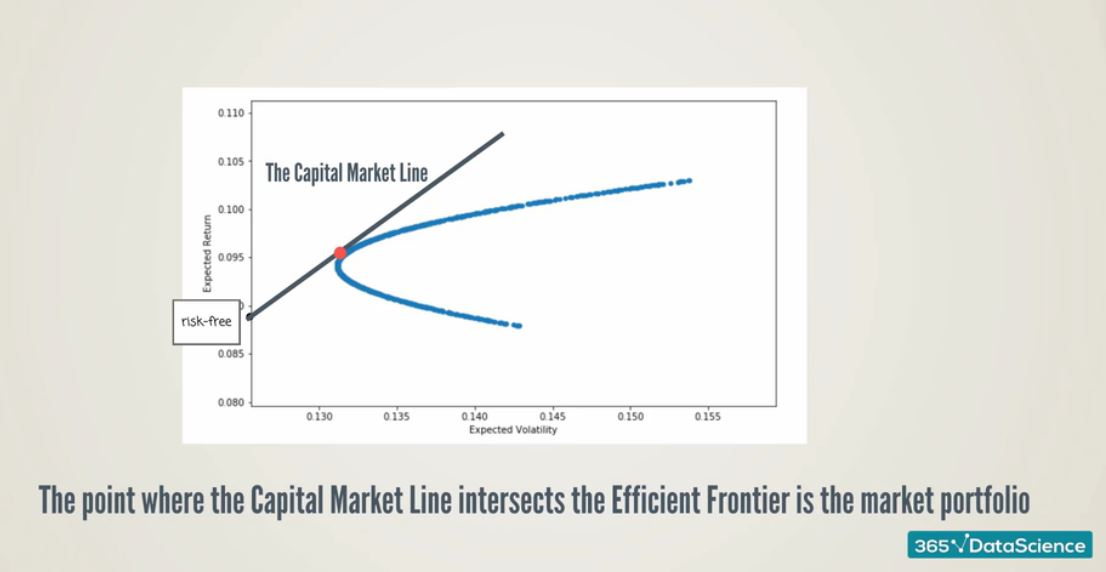 0.110
The Capital Market Line
0.105
0.100
Expected Return
0.095
0
risk-free
0.085
0.080
0.130 0.135 0.140 0.145 0.150 0.155
Expected Volatility
The point where the Capital Market Line intersects the Efficient Frontier is the market portfolio
365 DataScience